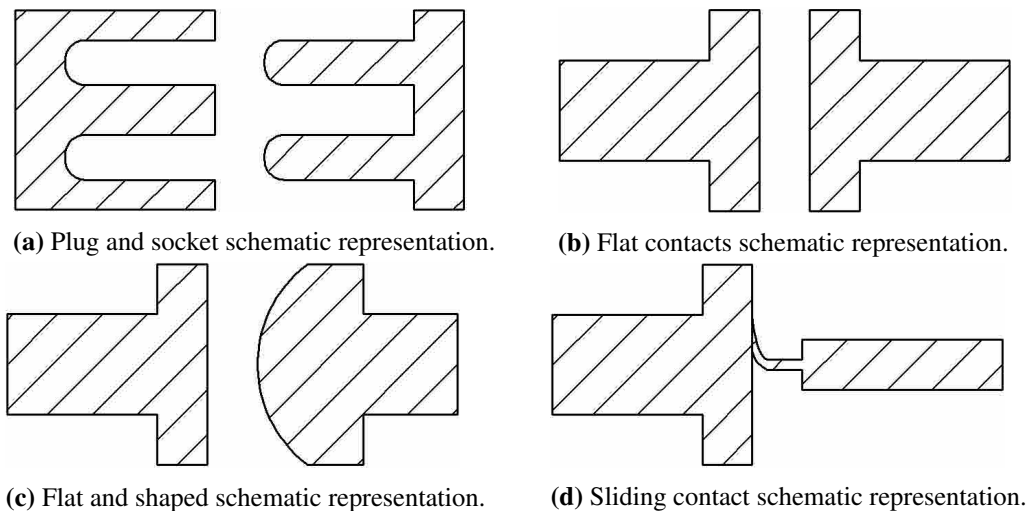 (a) Plug and socket schematic representation.
(b) Flat contacts schematic representation.
(c) Flat and shaped schematic representation.
(d) Sliding contact schematic representation.